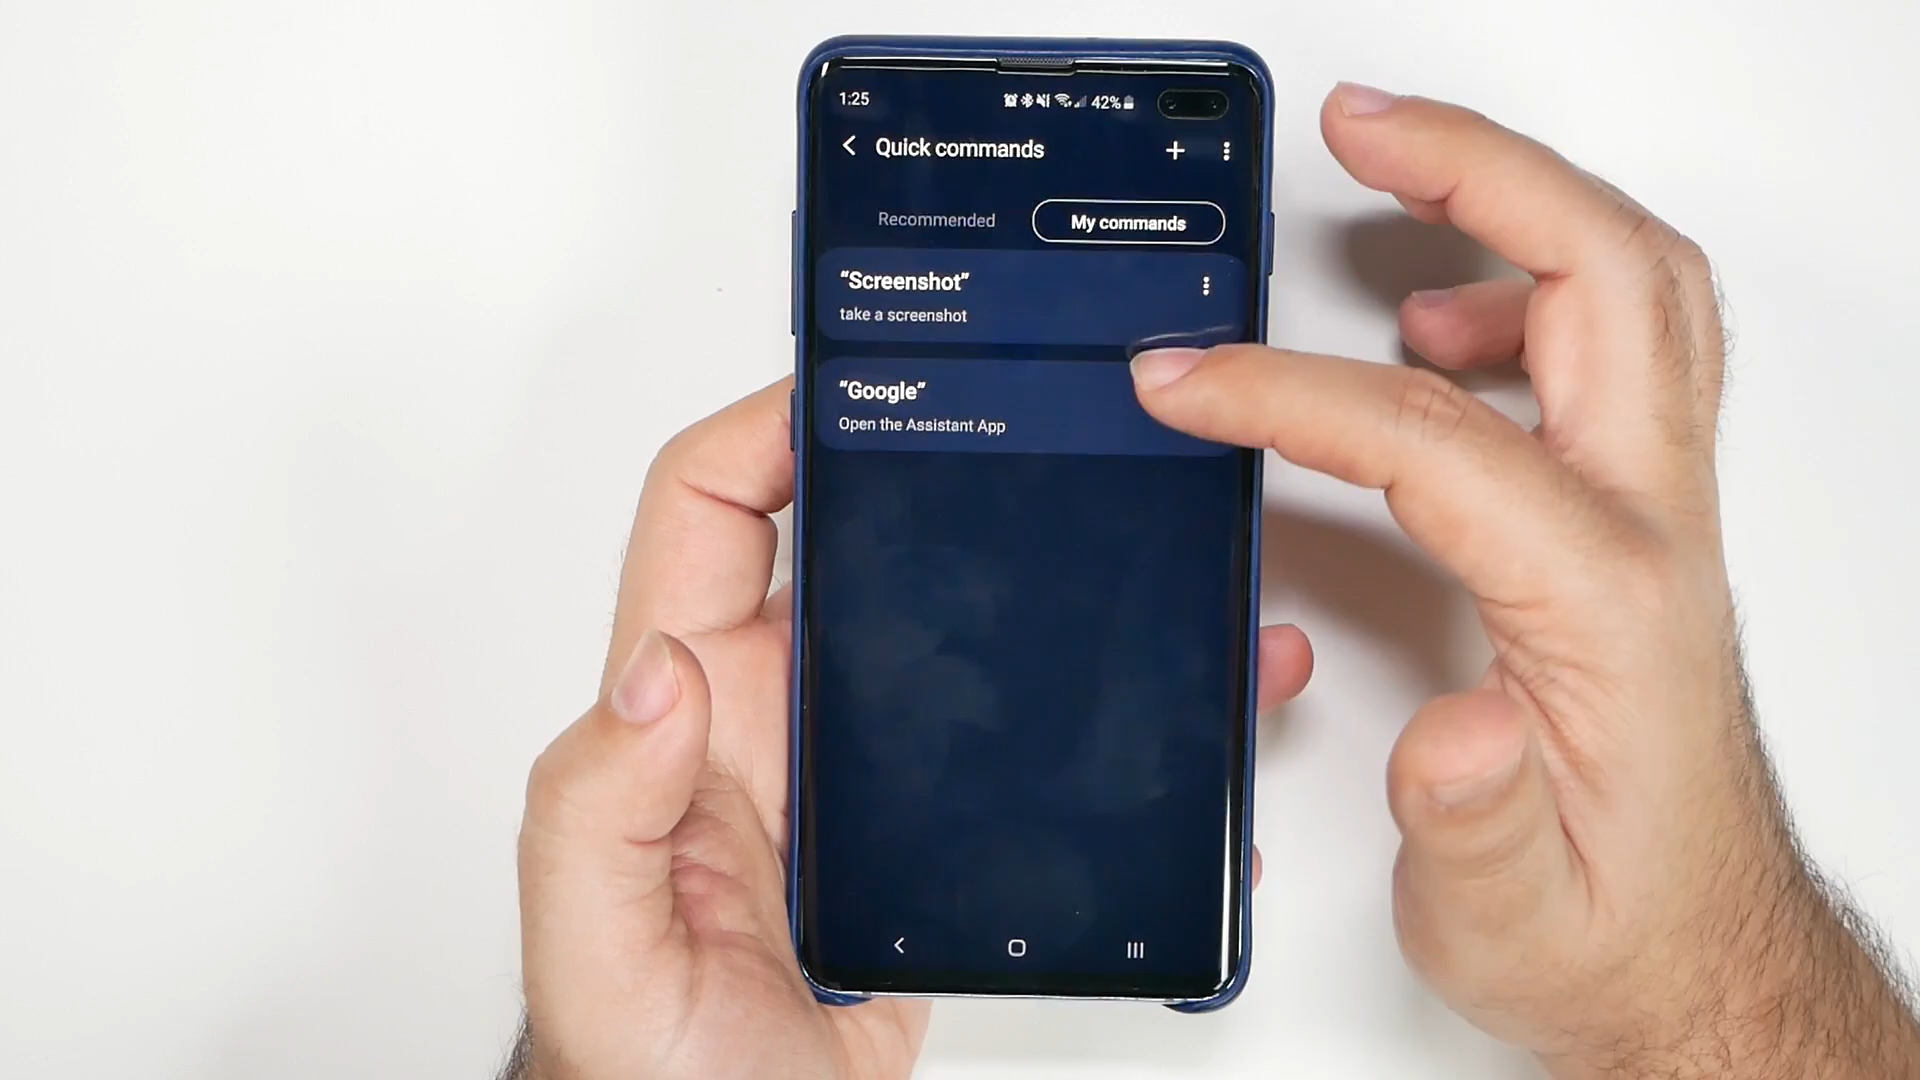 1:25
42%
Quick commands
Recommended
My commands
“Screenshot”
take a screenshot
“Google”
Open the Assistant App